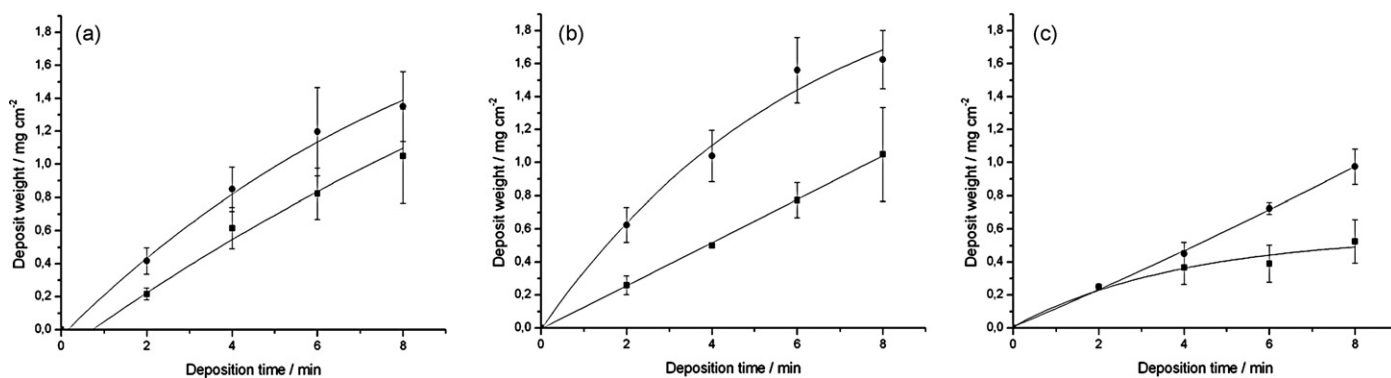 (a)
Deposit weight / mg cm⁻²
1,8
1,6
1,4
1,2
1,0
0,8
0,6
0,4
0,2
0,0
0 2 4 6 8
Deposition time / min
(b)
Deposit weight / mg cm⁻²
1,8
1,6
1,4
1,2
1,0
0,8
0,6
0,4
0,2
0,0
0 2 4 6 8
Deposition time / min
(c)
Deposit weight / mg cm⁻²
1,8
1,6
1,4
1,2
1,0
0,8
0,6
0,4
0,2
0,0
0 2 4 6 8
Deposition time / min